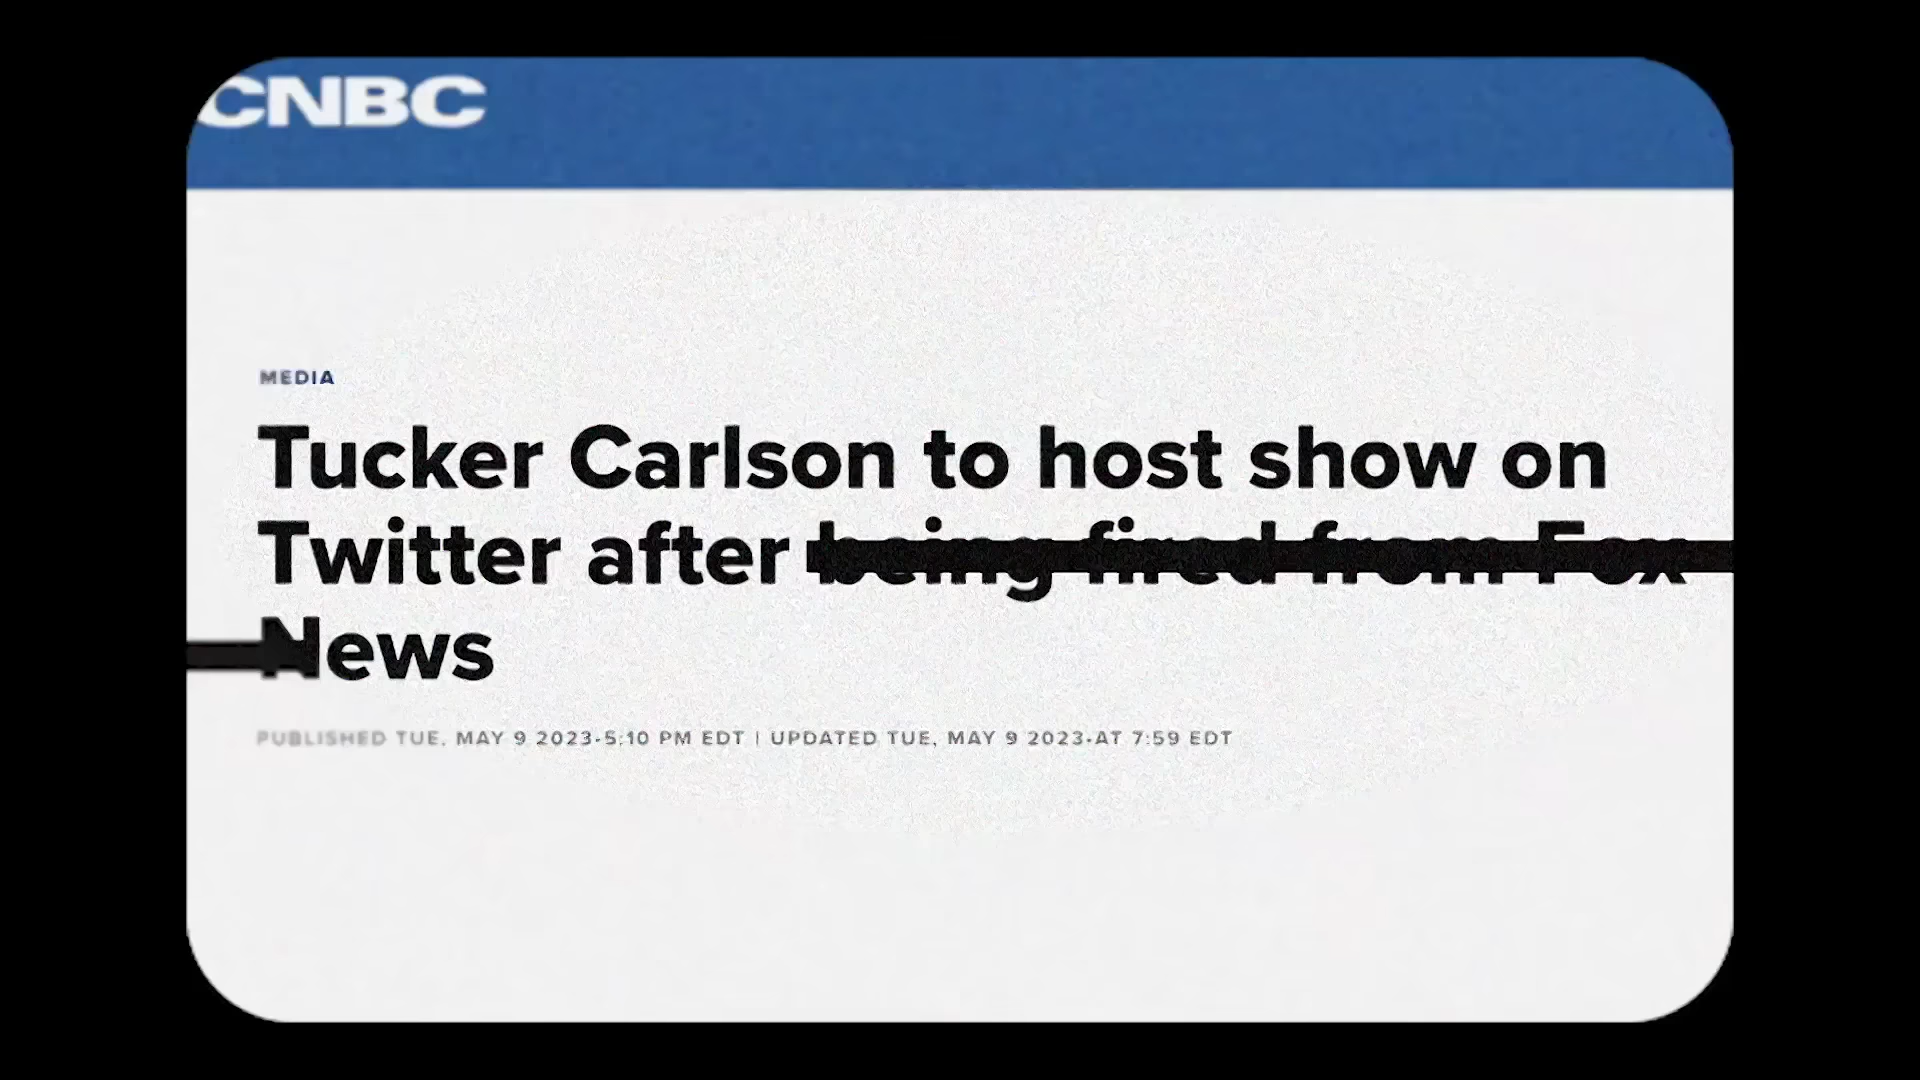 CNBC
MEDIA
Tucker Carlson to host show on
Twitter after being fired from Fox
News
PUBLISHED TUE, MAY 9 2023-5:10 PM EDT | UPDATED TUE, MAY 9 2023-AT 7:59 EDT